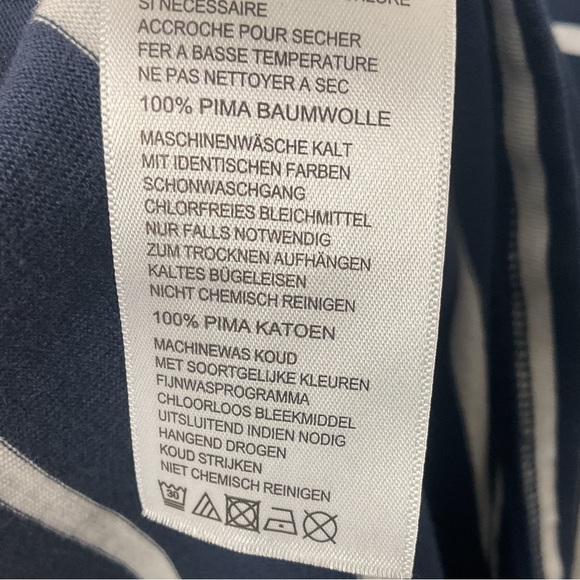 SI NÉCESSAIRE
ACCROCHE POUR SECHER
FER A BASSE TEMPERATURE
NE PAS NETTOYER A SEC
100% PIMA BAUMWOLLE
MASCHINENWÄSCHE KALT
MIT IDENTISCHEN FARBEN
SCHONWASCHGANG
CHLORFREIES BLEICHMITTEL
NUR FALLS NOTWENDIG
ZUM TROCKNEN AUFHÄNGEN
KALTES BÜGELEISEN
NICHT CHEMISCH REINIGEN
100% PIMA KATOEN
MACHINEWAS KOUD
MET SOORTGELIJKE KLEUREN
FIJNWASPROGRAMMA
CHLOORLOOS BLEEKMIDDEL
UITSLUITEND INDIEN NODIG
HANGEND DROGEN
KOUD STRIJKEN
NIET CHEMISCH REINIGEN
30